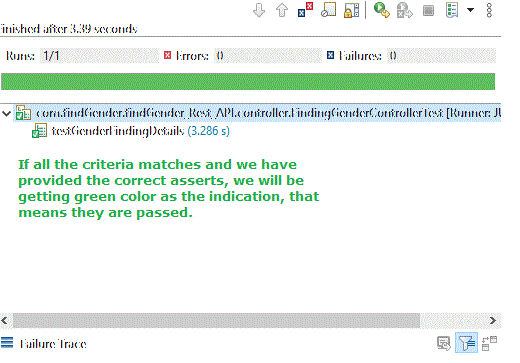 Finished after 3.39 seconds
Runs: 1/1 Errors: 0 Failures: 0
com.findGender.findGender_Rest_API.controller.FindingGenderControllerTest [Runner: JU
testGenderFindingDetails (3.286 s)
If all the criteria matches and we have
provided the correct asserts, we will be
getting green color as the indication, that
means they are passed.
Failure Trace